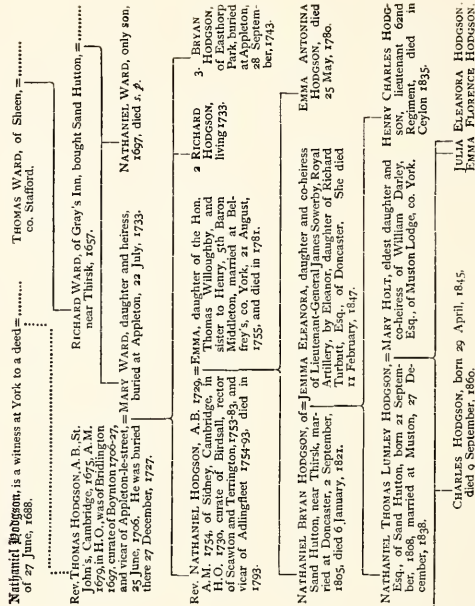 Nathaniel Hodgson, is a witness at York to a deed=........
of 27 June, 1688.
THOMAS WARD, of Sheen, =........
co. Stafford.
Rev. THOMAS HODGSON, A.B., St.
John's, Cambridge, 1675, A.M.
1679, in H.O., was of Bridlington
1697, curate of Boynton 1700-27,
and vicar of Appleton-le-street,
25 June, 1706. He was buried
there 27 December, 1727.
RICHARD WARD, of Gray's Inn, bought Sand Hutton, =........
near Thirsk, 1657.
=MARY WARD, daughter and heiress,
buried at Appleton, 22 July, 1733.
NATHANIEL WARD, only son,
1697, died s. p.
Rev. NATHANIEL HODGSON, A.B. 1729,
A.M. 1754, of Sidney, Cambridge, in
H.O. 1730, curate of Birdsall, rector
of Scawton and Terrington, 1753-83, and
vicar of Adlingfleet 1754-93, died in
1793.
=EMMA, daughter of the Hon.
Thomas Willoughby, and
sister to Henry, 5th Baron
Middleton, married at Bel-
frey's, co. York, 21 August,
1755, and died in 1781.
2 RICHARD
HODGSON,
living 1733.
3. BRYAN
HODGSON,
of Easthorp
Park, buried
at Appleton,
28 Septem-
ber, 1743.
NATHANIEL BRYAN HODGSON, of
Sand Hutton, near Thirsk, mar-
ried at Doncaster, 2 September,
1805, died 6 January, 1821.
=JEMIMA ELEANORA, daughter and co-heiress
of Lieutenant-General James Sowerby, Royal
Artillery, by Eleanor, daughter of Richard
Turbutt, Esq., of Doncaster. She died
11 February, 1847.
EMMA ANTONINA
HODGSON, died
25 May, 1780.
NATHANIEL THOMAS LUMLEY HODGSON,
Esq., of Sand Hutton, born 21 Septem-
ber, 1808, married at Muston, 27 De-
cember, 1838.
=MARY HOLT, eldest daughter and
co-heiress of William Darley,
Esq., of Muston Lodge, co. York.
HENRY CHARLES HODG-
SON, lieutenant 62nd
Regiment, died in
Ceylon 1835.
CHARLES HODGSON, born 29 April, 1845,
died 9 September, 1860.
JULIA ELEANORA HODGSON.
EMMA FLORENCE HODGSON.